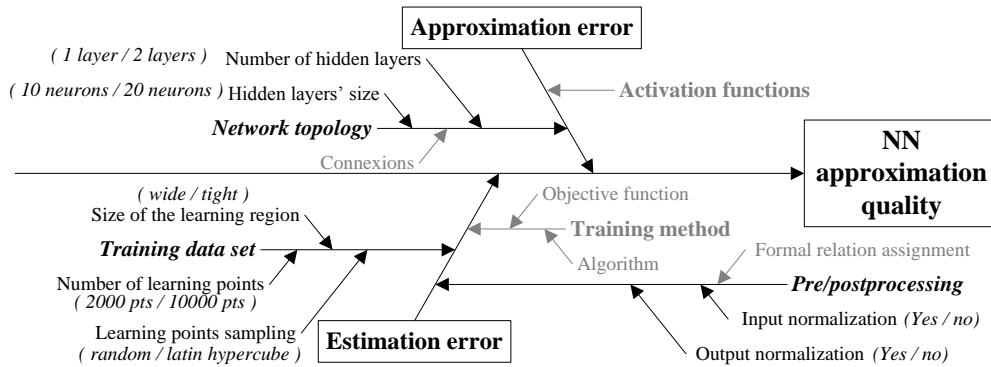 Approximation error
( 1 layer / 2 layers )
Number of hidden layers
( 10 neurons / 20 neurons )
Hidden layers’ size
Activation functions
Network topology
Connexions
NN
approximation
quality
( wide / tight )
Size of the learning region
Objective function
Training method
Training data set
Algorithm
Formal relation assignment
Number of learning points
( 2000 pts / 10000 pts )
Pre/postprocessing
Learning points sampling
( random / latin hypercube )
Estimation error
Input normalization (Yes / no)
Output normalization (Yes / no)